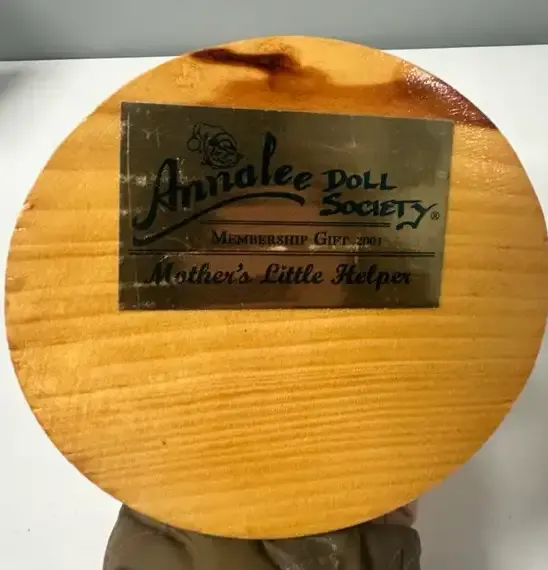 Annalee DOLL
SOCIETY®
MEMBERSHIP GIFT 2001
Mother's Little Helper